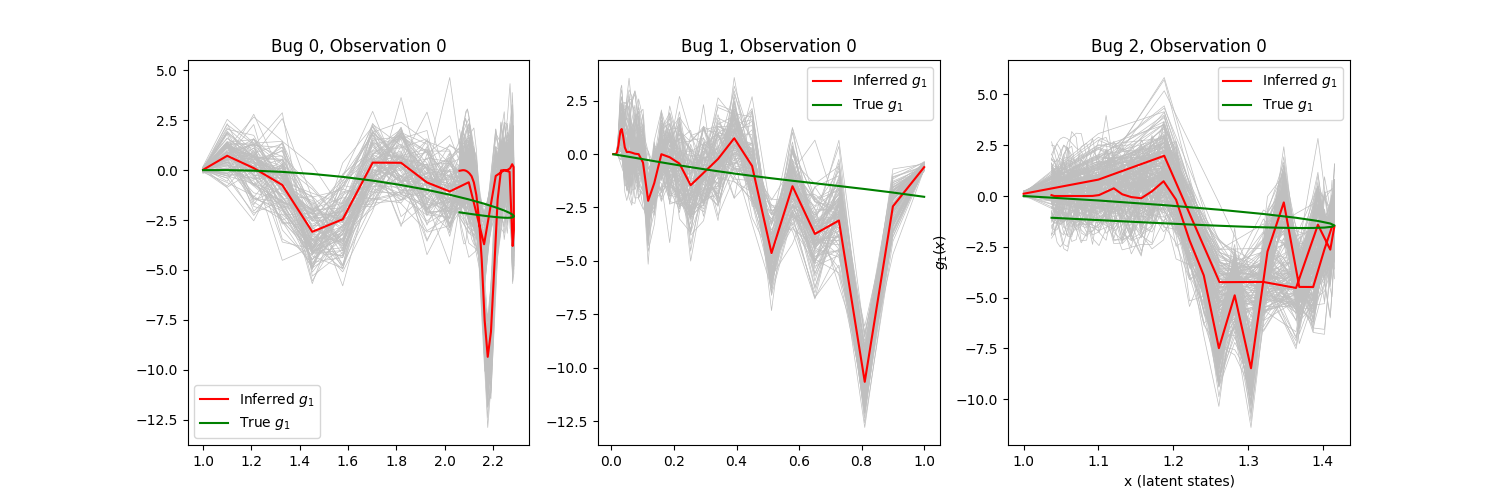 Bug 0, Observation 0
5.0
2.5
0.0
−2.5
−5.0
−7.5
−10.0
−12.5
Inferred g₁
True g₁
1.0 1.2 1.4 1.6 1.8 2.0 2.2
Bug 1, Observation 0
Inferred g₁
True g₁
2.5
0.0
−2.5
−5.0
−7.5
−10.0
−12.5
0.0 0.2 0.4 0.6 0.8 1.0
Bug 2, Observation 0
Inferred g₁
True g₁
g₁(x)
5.0
2.5
0.0
−2.5
−5.0
−7.5
−10.0
1.0 1.1 1.2 1.3 1.4
x (latent states)